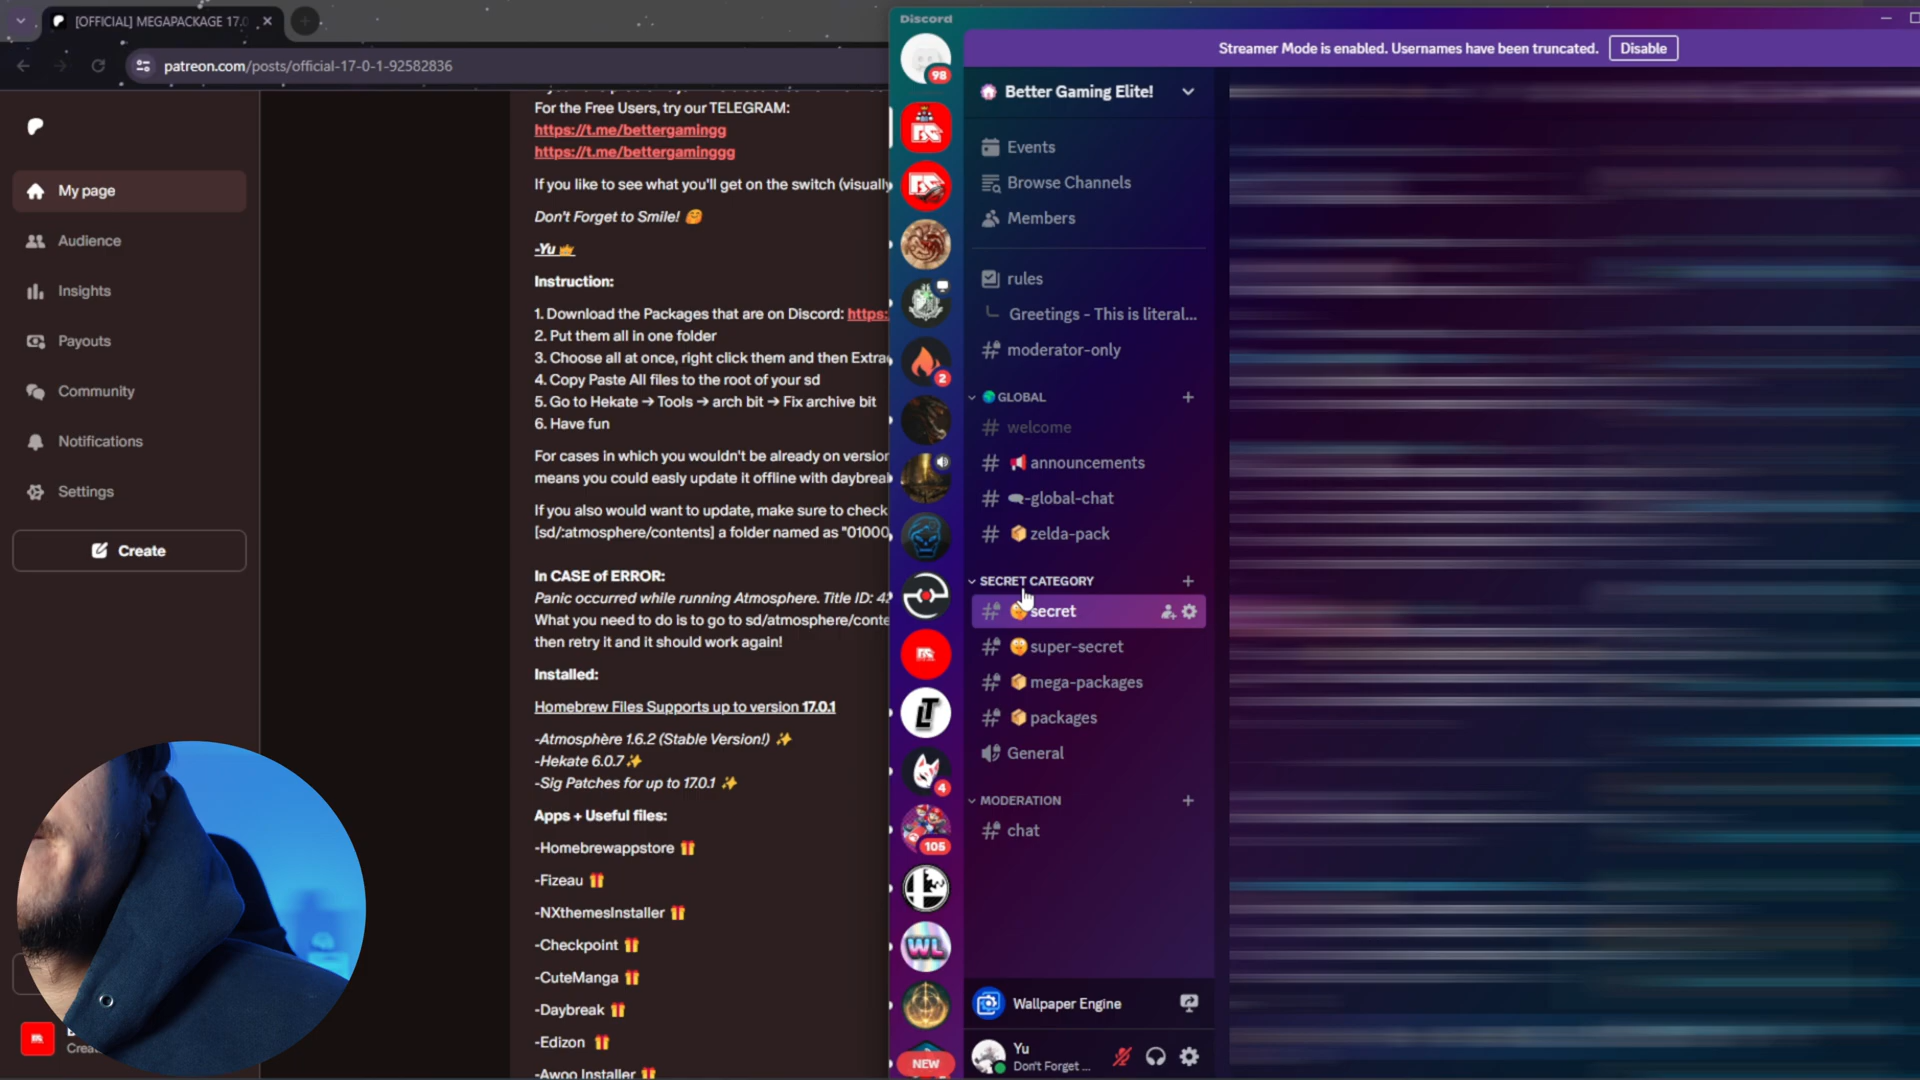 [OFFICIAL] MEGAPACKAGE 17.0
patreon.com/posts/official-17-0-1-92582836
My page
Audience
Insights
Payouts
Community
Notifications
Settings
Create
For the Free Users, try our TELEGRAM:
https://t.me/bettergamingg
https://t.me/bettergaminggg
If you like to see what you'll get on the switch (visually
Don't Forget to Smile! 🤗
-Yu 👑
Instruction:
1. Download the Packages that are on Discord: https:
2. Put them all in one folder
3. Choose all at once, right click them and then Extra
4. Copy Paste All files to the root of your sd
5. Go to Hekate → Tools → arch bit → Fix archive bit
6. Have fun
For cases in which you wouldn't be already on version
means you could easly update it offline with daybreak
If you also would want to update, make sure to check
[sd/:atmosphere/contents] a folder named as "01000
In CASE of ERROR:
Panic occurred while running Atmosphere. Title ID: 42
What you need to do is to go to sd/atmosphere/conte
then retry it and it should work again!
Installed:
Homebrew Files Supports up to version 17.0.1
-Atmosphère 1.6.2 (Stable Version!) ✨
-Hekate 6.0.7✨
-Sig Patches for up to 17.0.1 ✨
Apps + Useful files:
-Homebrewappstore 🎁
-Fizeau 🎁
-NXthemesInstaller 🎁
-Checkpoint 🎁
-CuteManga 🎁
-Daybreak 🎁
-Edizon 🎁
-Awoo Installer 🎁
Discord
Streamer Mode is enabled. Usernames have been truncated.
Disable
98
2
4
105
LT
WL
NEW
Better Gaming Elite!
Events
Browse Channels
Members
rules
Greetings - This is literal...
moderator-only
GLOBAL
welcome
announcements
-global-chat
zelda-pack
SECRET CATEGORY
secret
super-secret
mega-packages
packages
General
MODERATION
chat
Wallpaper Engine
Yu
Don't Forget ...